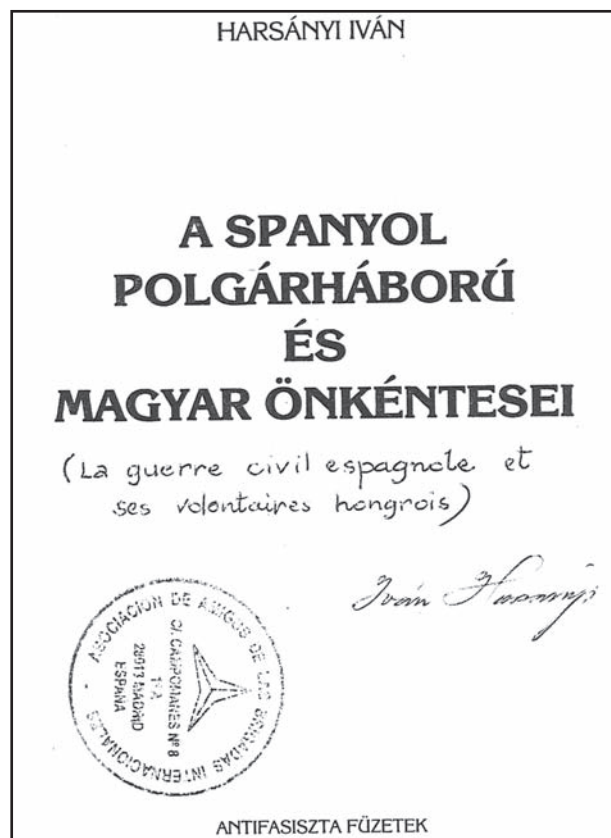 HARSÁNYI IVÁN
A SPANYOL
POLGÁRHÁBORÚ
ÉS
MAGYAR ÖNKÉNTESEI
(La guerre civil espagnole et
ses volontaires hongrois)
Iván Harsányi
ASOCIACION DE AMIGOS DE LAS BRIGADAS INTERNACIONALES -
C/. CAMPOMANES Nº 8
1º A
28013 MADRID
ESPAÑA
ANTIFASISZTA FÜZETEK